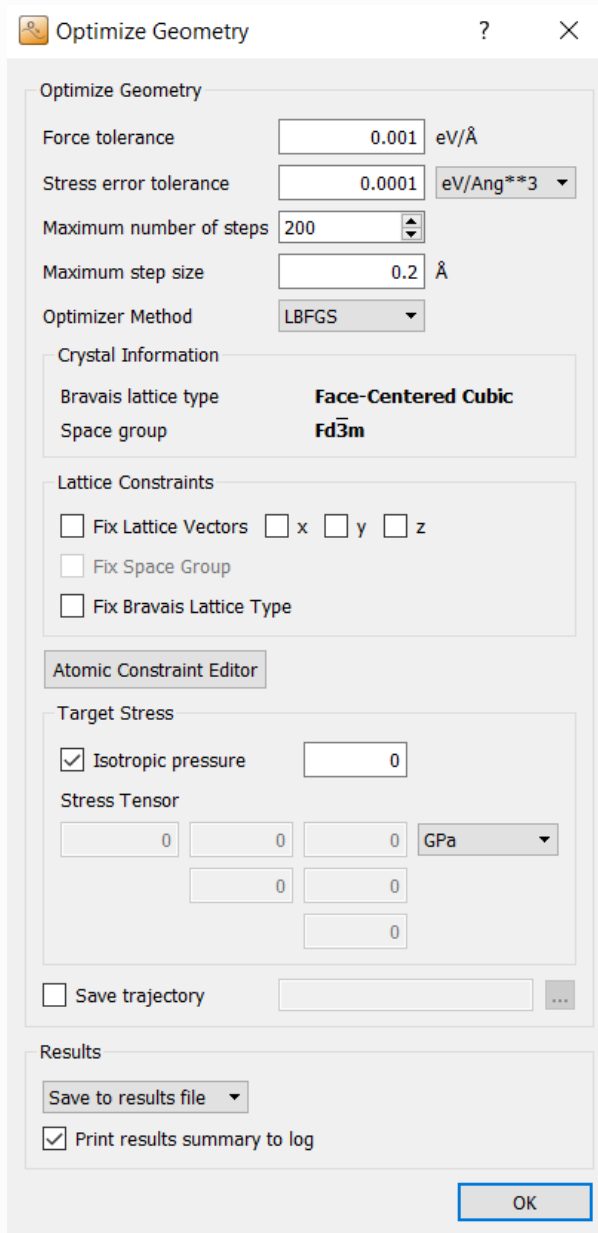 Optimize Geometry ?
Optimize Geometry
Force tolerance 0.001 eV/Å
Stress error tolerance 0.0001 eV/Ang**3
Maximum number of steps 200
Maximum step size 0.2 Å
Optimizer Method LBFGS
Crystal Information
Bravais lattice type Face-Centered Cubic
Space group Fd3̅m
Lattice Constraints
Fix Lattice Vectors x y z
Fix Space Group
Fix Bravais Lattice Type
Atomic Constraint Editor
Target Stress
Isotropic pressure 0
Stress Tensor
0 0 0 GPa
0 0
0
Save trajectory ...
Results
Save to results file
Print results summary to log
OK